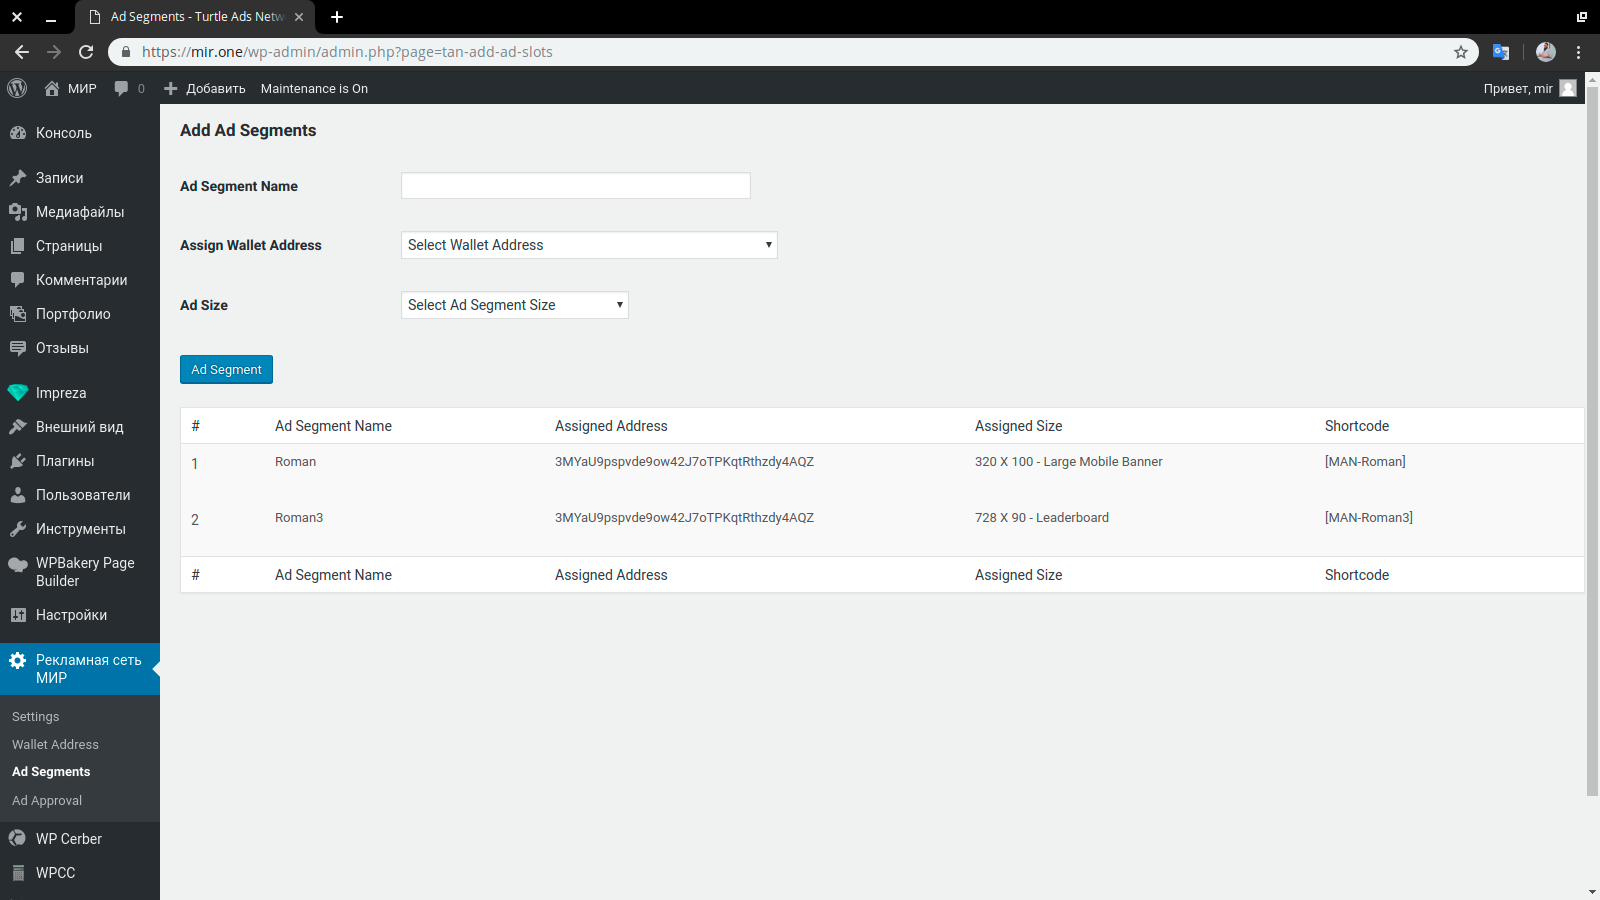 Ad Segments - Turtle Ads Netw
https://mir.one/wp-admin/admin.php?page=tan-add-ad-slots
МИР 0 Добавить Maintenance is On Привет, mir
Консоль
Записи
Медиафайлы
Страницы
Комментарии
Портфолио
Отзывы
Impreza
Внешний вид
Плагины
Пользователи
Инструменты
WPBakery Page
Builder
Настройки
Рекламная сеть
МИР
Settings
Wallet Address
Ad Segments
Ad Approval
WP Cerber
WPCC
Add Ad Segments
Ad Segment Name
Assign Wallet Address Select Wallet Address
Ad Size Select Ad Segment Size
Ad Segment
# Ad Segment Name Assigned Address Assigned Size Shortcode
1 Roman 3MYaU9pspvde9ow42J7oTPKqtRthzdy4AQZ 320 X 100 - Large Mobile Banner [MAN-Roman]
2 Roman3 3MYaU9pspvde9ow42J7oTPKqtRthzdy4AQZ 728 X 90 - Leaderboard [MAN-Roman3]
# Ad Segment Name Assigned Address Assigned Size Shortcode